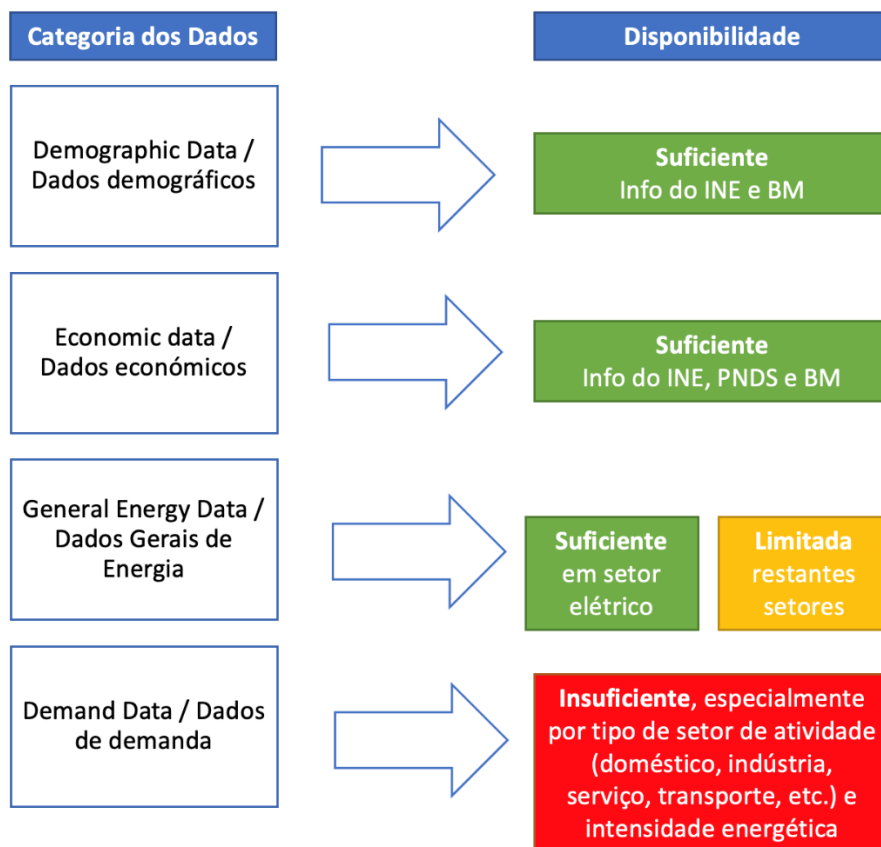 Categoria dos Dados
Disponibilidade
Demographic Data /
Dados demográficos
Suficiente
Info do INE e BM
Economic data /
Dados económicos
Suficiente
Info do INE, PNDS e BM
General Energy Data /
Dados Gerais de
Energia
Suficiente
em setor
elétrico
Limitada
restantes
setores
Demand Data / Dados
de demanda
Insuficiente, especialmente
por tipo de setor de atividade
(doméstico, indústria,
serviço, transporte, etc.) e
intensidade energética